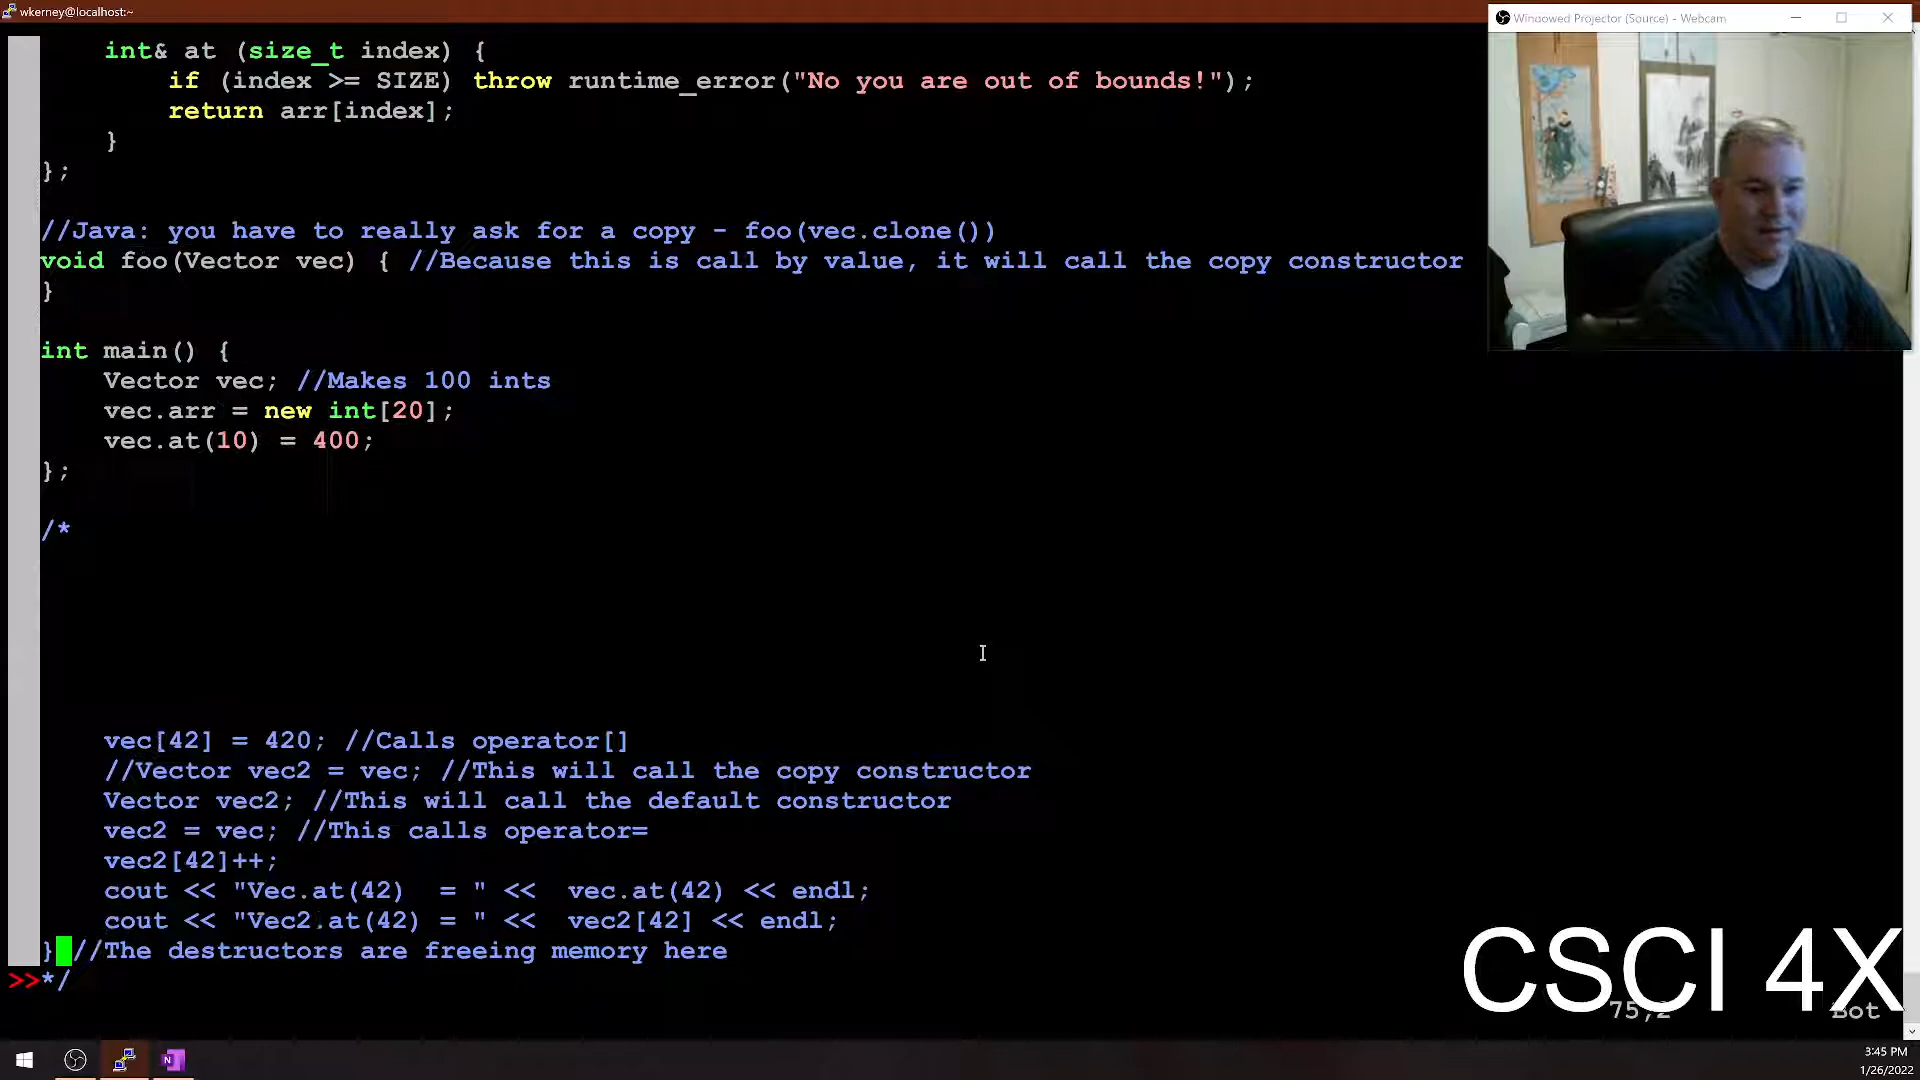 wkerney@localhost:~
Windowed Projector (Source) - Webcam
int& at (size_t index) {
if (index >= SIZE) throw runtime_error("No you are out of bounds!");
return arr[index];
}
};
//Java: you have to really ask for a copy - foo(vec.clone())
void foo(Vector vec) { //Because this is call by value, it will call the copy constructor
}
int main() {
Vector vec; //Makes 100 ints
vec.arr = new int[20];
vec.at(10) = 400;
};
/*
vec[42] = 420; //Calls operator[]
//Vector vec2 = vec; //This will call the copy constructor
Vector vec2; //This will call the default constructor
vec2 = vec; //This calls operator=
vec2[42]++;
cout << "Vec.at(42)  = " <<  vec.at(42) << endl;
cout << "Vec2.at(42) = " <<  vec2[42] << endl;
} //The destructors are freeing memory here
>>*/
CSCI 4X
75,2 Bot
3:45 PM
1/26/2022